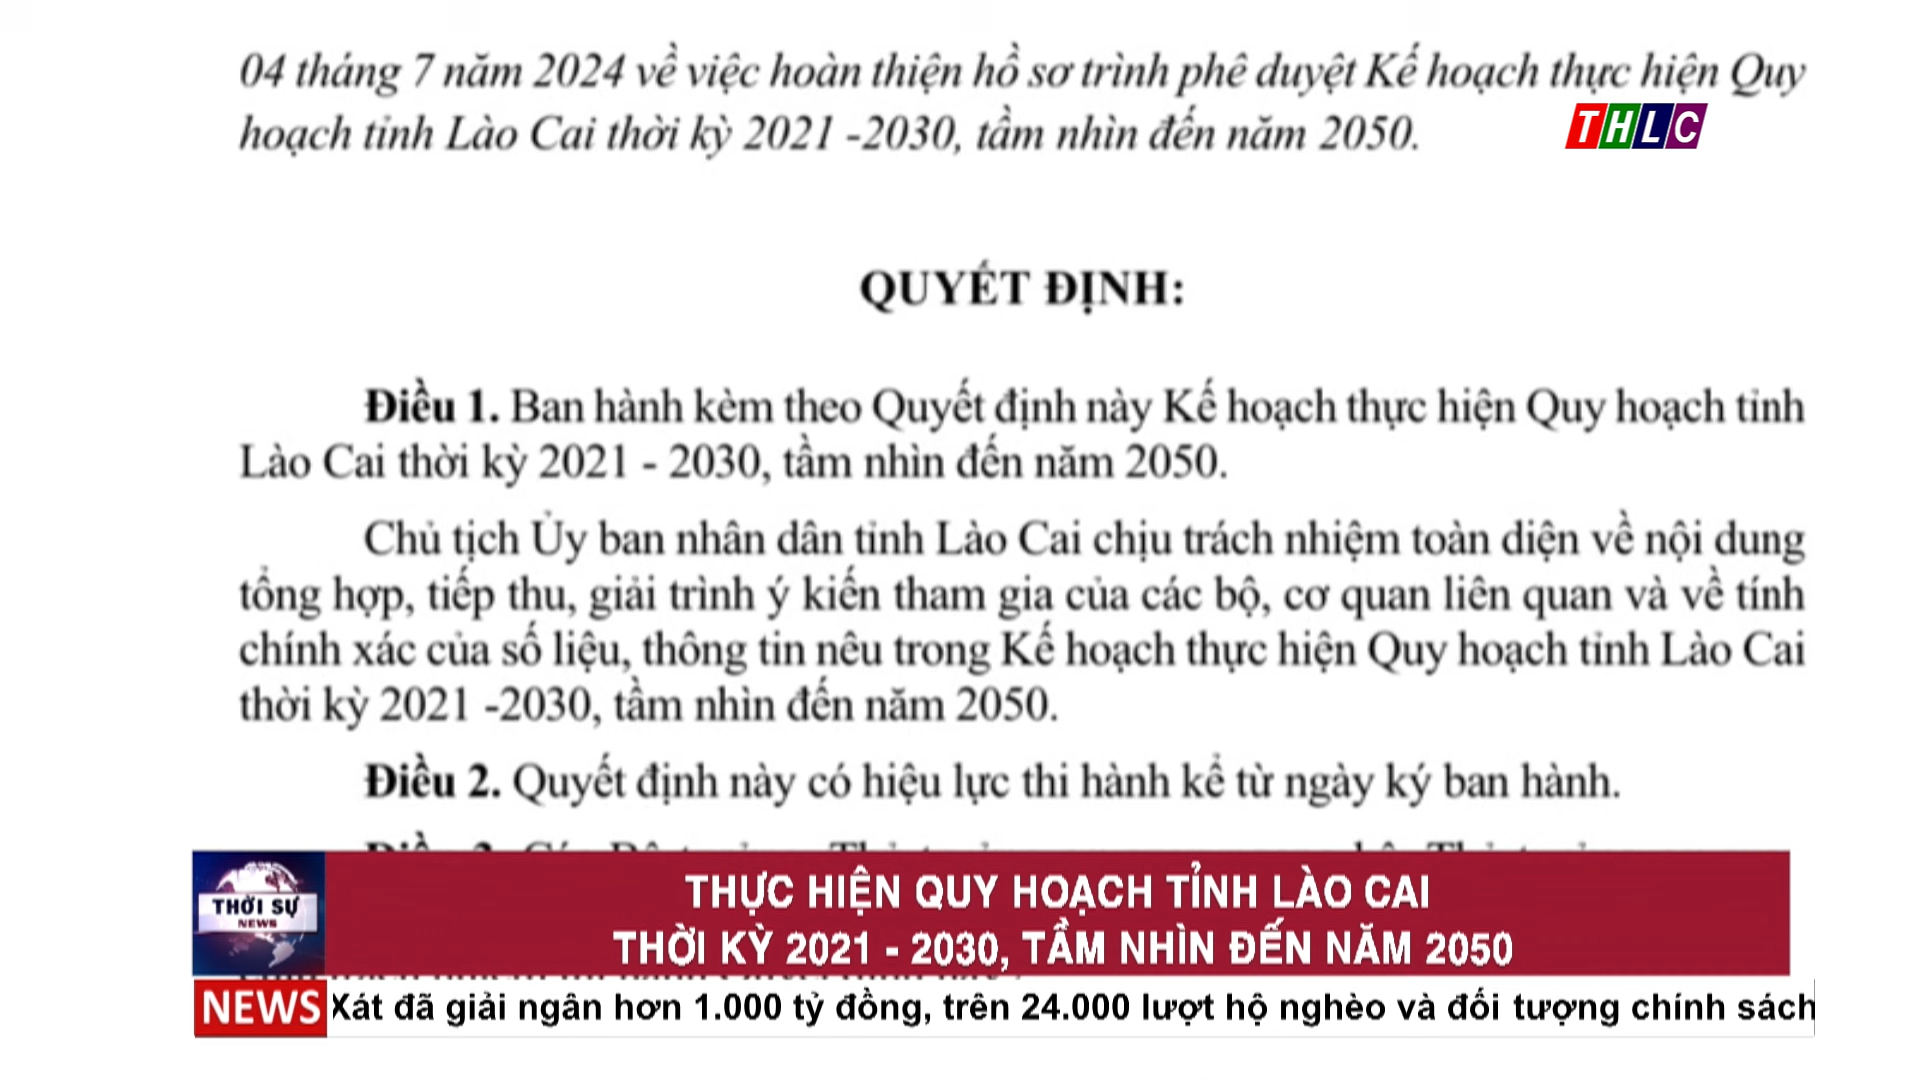 04 tháng 7 năm 2024 về việc hoàn thiện hồ sơ trình phê duyệt Kế hoạch thực hiện Quy
hoạch tỉnh Lào Cai thời kỳ 2021 -2030, tầm nhìn đến năm 2050.
THLC
QUYẾT ĐỊNH:
Điều 1. Ban hành kèm theo Quyết định này Kế hoạch thực hiện Quy hoạch tỉnh
Lào Cai thời kỳ 2021 - 2030, tầm nhìn đến năm 2050.
Chủ tịch Ủy ban nhân dân tỉnh Lào Cai chịu trách nhiệm toàn diện về nội dung
tổng hợp, tiếp thu, giải trình ý kiến tham gia của các bộ, cơ quan liên quan và về tính
chính xác của số liệu, thông tin nêu trong Kế hoạch thực hiện Quy hoạch tỉnh Lào Cai
thời kỳ 2021 -2030, tầm nhìn đến năm 2050.
Điều 2. Quyết định này có hiệu lực thi hành kể từ ngày ký ban hành.
THỜI SỰ
NEWS
THỰC HIỆN QUY HOẠCH TỈNH LÀO CAI
THỜI KỲ 2021 - 2030, TẦM NHÌN ĐẾN NĂM 2050
NEWS
Xát đã giải ngân hơn 1.000 tỷ đồng, trên 24.000 lượt hộ nghèo và đối tượng chính sách